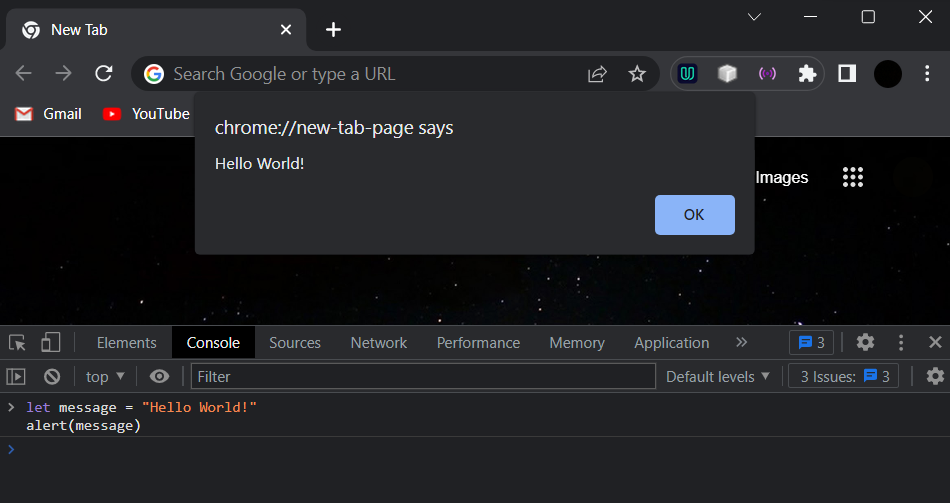 New Tab
Search Google or type a URL
Gmail YouTube
chrome://new-tab-page says
Hello World!
Images
OK
Elements Console Sources Network Performance Memory Application 3
top Filter Default levels 3 Issues: 3
let message = "Hello World!"
alert(message)